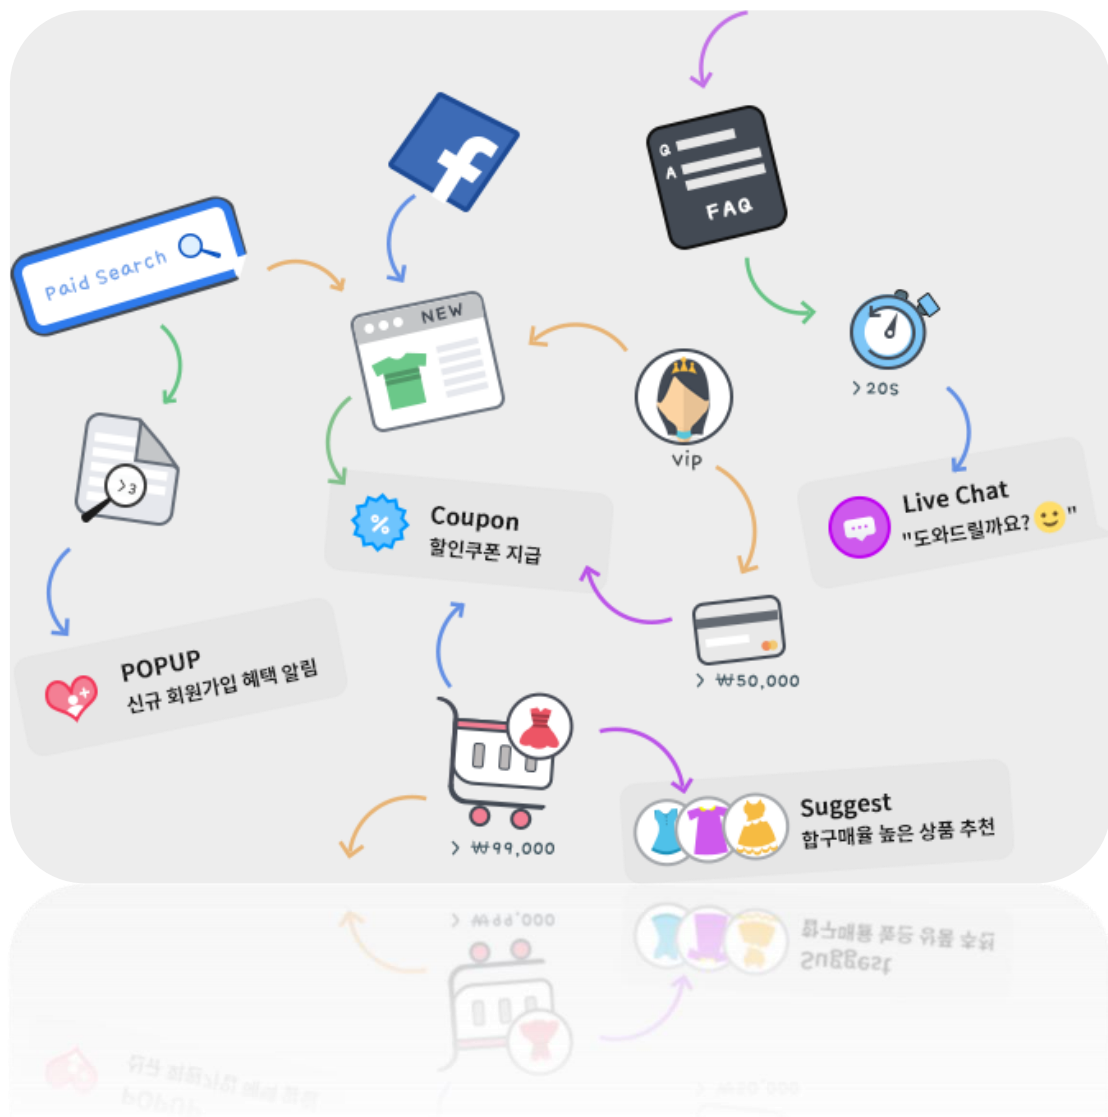 Q
A
FAQ
Paid Search
NEW
> 20s
vip
>3
Live Chat
"도와드릴까요? 🙂"
Coupon
할인쿠폰 지급
%
POPUP
신규 회원가입 혜택 알림
> ₩50,000
> ₩99,000
Suggest
합구매율 높은 상품 추천